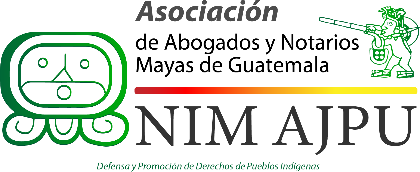 Asociación
de Abogados y Notarios
Mayas de Guatemala
NIM AJPU
Defensa y Promoción de Derechos de Pueblos Indígenas